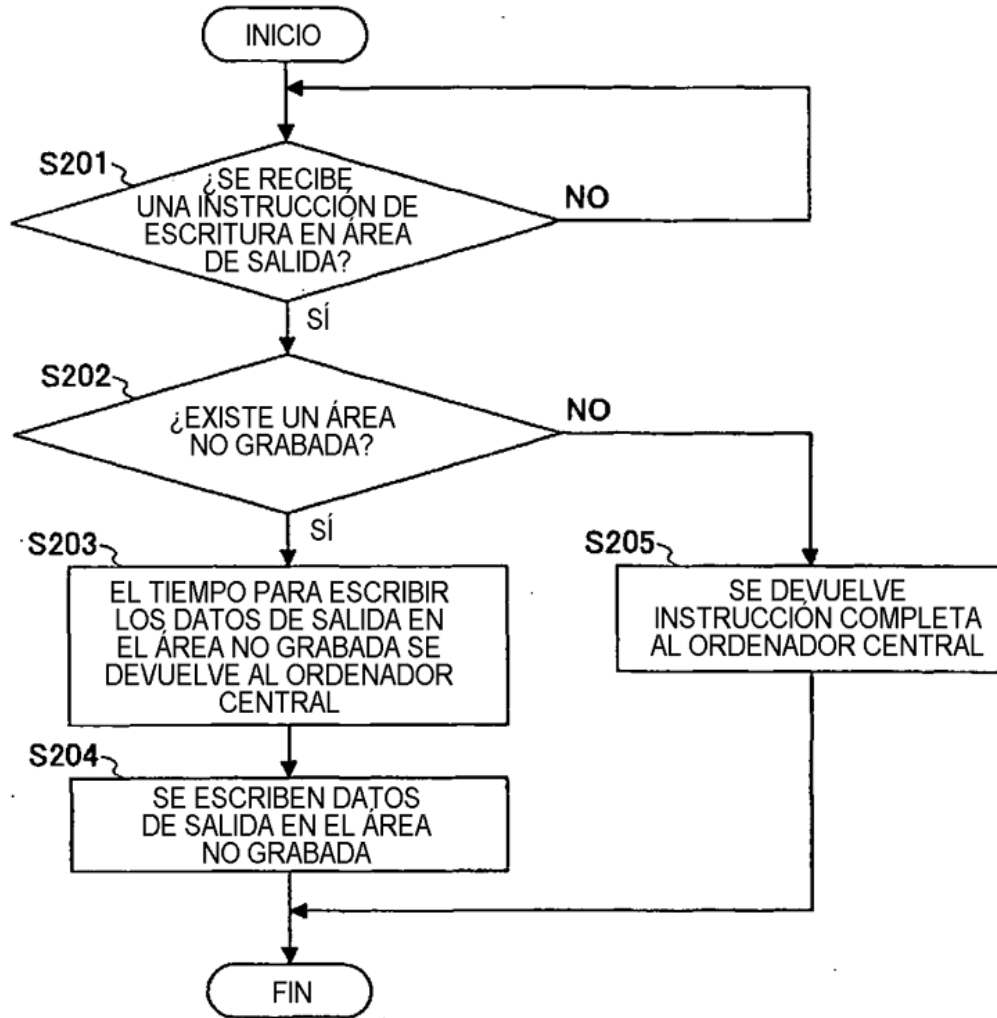 INICIO
S201
¿SE RECIBE
UNA INSTRUCCIÓN DE
ESCRITURA EN ÁREA
DE SALIDA?
NO
SÍ
S202
¿EXISTE UN ÁREA
NO GRABADA?
NO
SÍ
S203
EL TIEMPO PARA ESCRIBIR
LOS DATOS DE SALIDA EN
EL ÁREA NO GRABADA SE
DEVUELVE AL ORDENADOR
CENTRAL
S205
SE DEVUELVE
INSTRUCCIÓN COMPLETA
AL ORDENADOR CENTRAL
S204
SE ESCRIBEN DATOS
DE SALIDA EN EL ÁREA
NO GRABADA
FIN